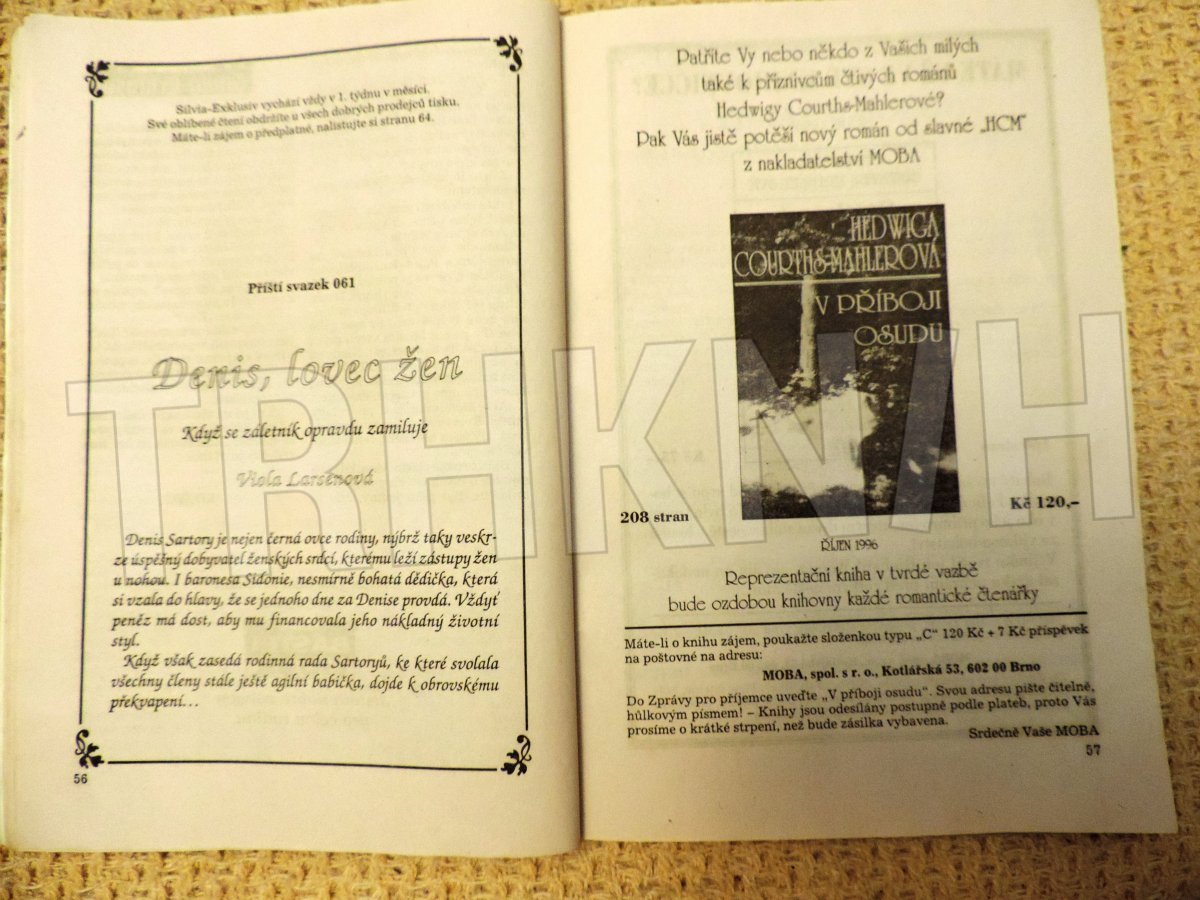 Silvia-Exklusiv vychází vždy v 1. týdnu v měsíci.
Své oblíbené čtení obdržíte u všech dobrých prodejců tisku.
Máte-li zájem o předplatné, nalistujte si stranu 64.
Příští svazek 061
Denis, lovec žen
Když se záletník opravdu zamiluje
Viola Larsenová
Denis Sartory je nejen černá ovce rodiny, nýbrž taky veskr-
ze úspěšný dobyvatel ženských srdcí, kterému leží zástupy žen
u nohou. I baronesa Sidonie, nesmírně bohatá dědička, která
si vzala do hlavy, že se jednoho dne za Denise provdá. Vždyť
peněz má dost, aby mu financovala jeho nákladný životní
styl.
Když však zasedá rodinná rada Sartoryů, ke které svolala
všechny členy stále ještě agilní babička, dojde k obrovskému
překvapení...
56
Patříte Vy nebo někdo z Vašich milých
také k příznivcům čtivých románů
Hedwigy Courths-Mahlerové?
Pak Vás jistě potěší nový román od slavné „HCM"
z nakladatelství MOBA
HEDWIGA
COURTHS-MAHLEROVÁ
V PŘÍBOJI
OSUDU
208 stran
Kč 120,-
ŘÍJEN 1996
Reprezentační kniha v tvrdé vazbě
bude ozdobou knihovny každé romantické čtenářky
Máte-li o knihu zájem, poukažte složenkou typu „C" 120 Kč + 7 Kč příspěvek
na poštovné na adresu:
MOBA, spol. s r. o., Kotlářská 53, 602 00 Brno
Do Zprávy pro příjemce uveďte „V příboji osudu". Svou adresu pište čitelně,
hůlkovým písmem! – Knihy jsou odesílány postupně podle plateb, proto Vás
prosíme o krátké strpení, než bude zásilka vybavena.
Srdečně Vaše MOBA
57
TRHKNIH